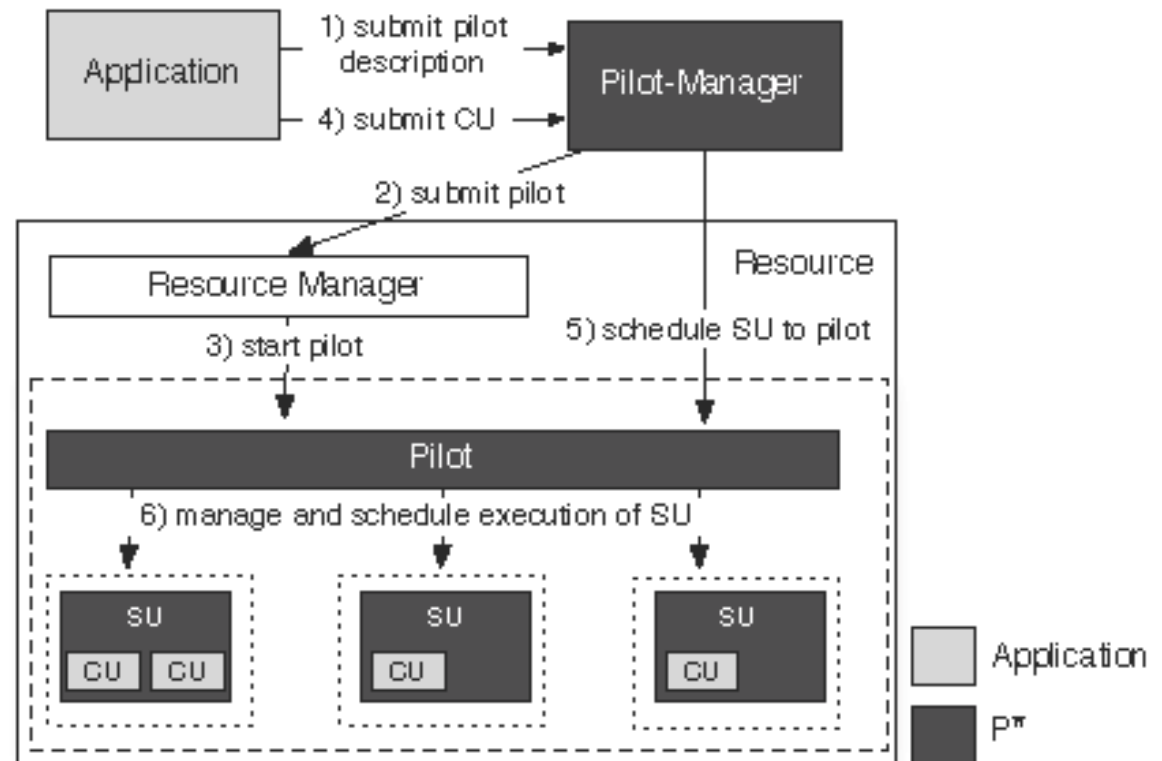 Application
1) submit pilot
description
4) submit CU
Pilot-Manager
2) submit pilot
Resource
Resource Manager
3) start pilot
5) schedule SU to pilot
Pilot
6) manage and schedule execution of SU
SU
CU CU
SU
CU
SU
CU
Application
P*